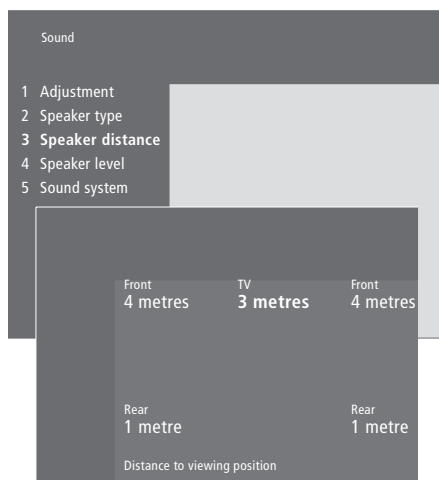 Sound
1 Adjustment
2 Speaker type
3 Speaker distance
4 Speaker level
5 Sound system
Front TV Front
4 metres 3 metres 4 metres
Rear Rear
1 metre 1 metre
Distance to viewing position